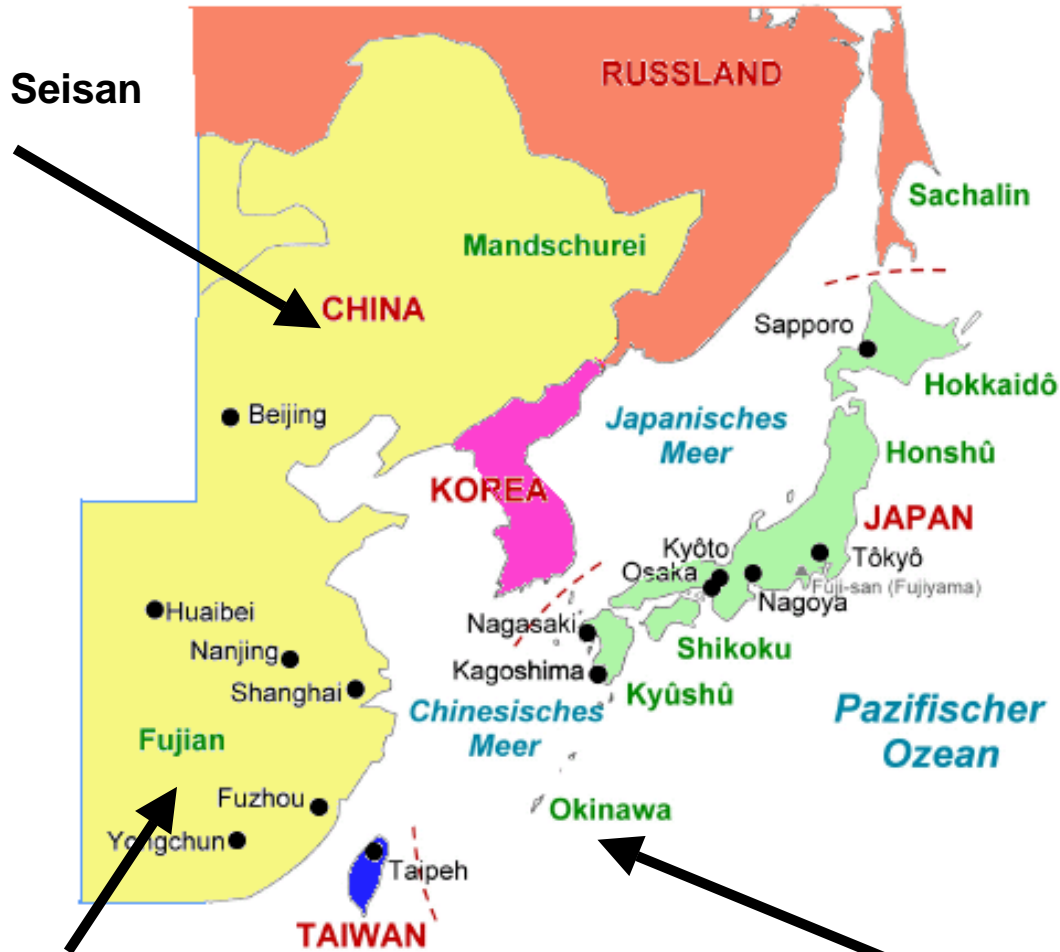 RUSSLAND
Seisan
Sachalin
Mandschurei
CHINA
Sapporo
Hokkaidô
Beijing
Japanisches
Meer
Honshû
KOREA
JAPAN
Kyôto
Tôkyô
Osaka
Fuji-san (Fujiyama)
Nagoya
Huaibei
Nagasaki
Shikoku
Nanjing
Kagoshima
Shanghai
Kyûshû
Chinesisches
Meer
Pazifischer
Ozean
Fujian
Fuzhou
Okinawa
Yongchun
Taipeh
TAIWAN